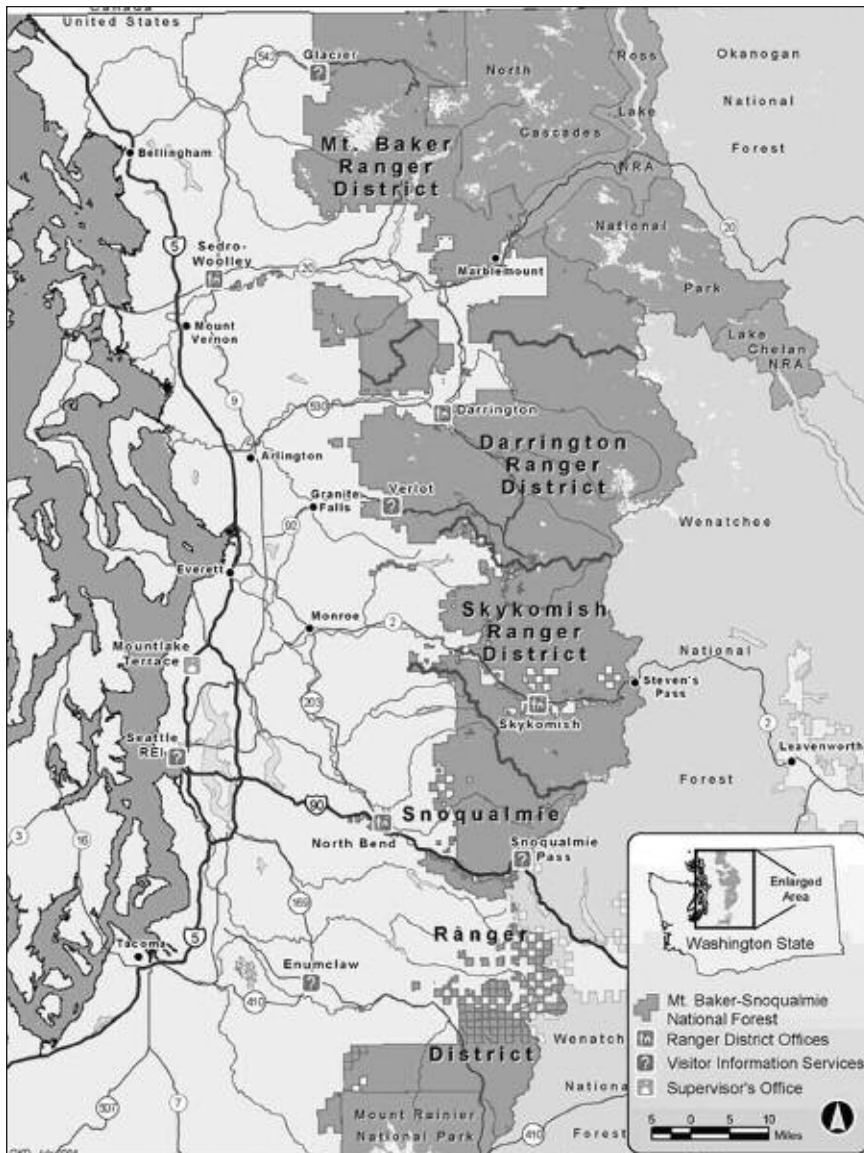 Canada
United States
Glacier
542
North
Ross
Okanogan
Lake
National
Cascades
Forest
Mt. Baker
Ranger
District
NRA
Bellingham
National
20
5
Sedro-
Woolley
20
Marblemount
Park
Mount
Vernon
Lake
Chelan
NRA
9
530
Darrington
Arlington
Darrington
Ranger
District
Verlot
Granite
Falls
Wenatchee
92
Everett
Skykomish
Ranger
District
Monroe
2
National
Mountlake
Terrace
Steven's
Pass
203
Skykomish
2
Seattle
REI
Leavenworth
Forest
90
Snoqualmie
3
16
North Bend
Snoqualmie
Pass
Enlarged
Area
169
Ranger
Washington State
Tacoma
5
Enumclaw
410
Mt. Baker-Snoqualmie
National Forest
Ranger District Offices
Visitor Information Services
Supervisor's Office
District
Nationa
Mount Rainier
National Park
507
7
410
Forest
5 0 5 10
Miles